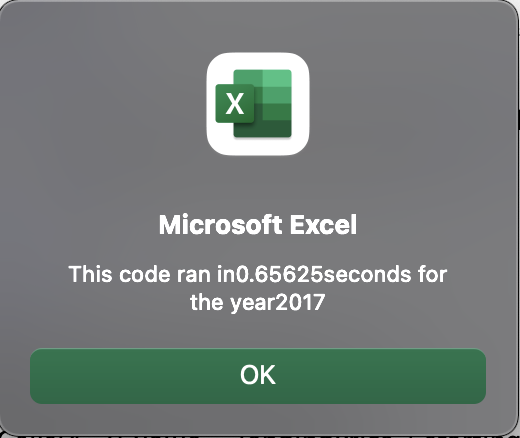 X
Microsoft Excel
This code ran in0.65625seconds for
the year2017
OK